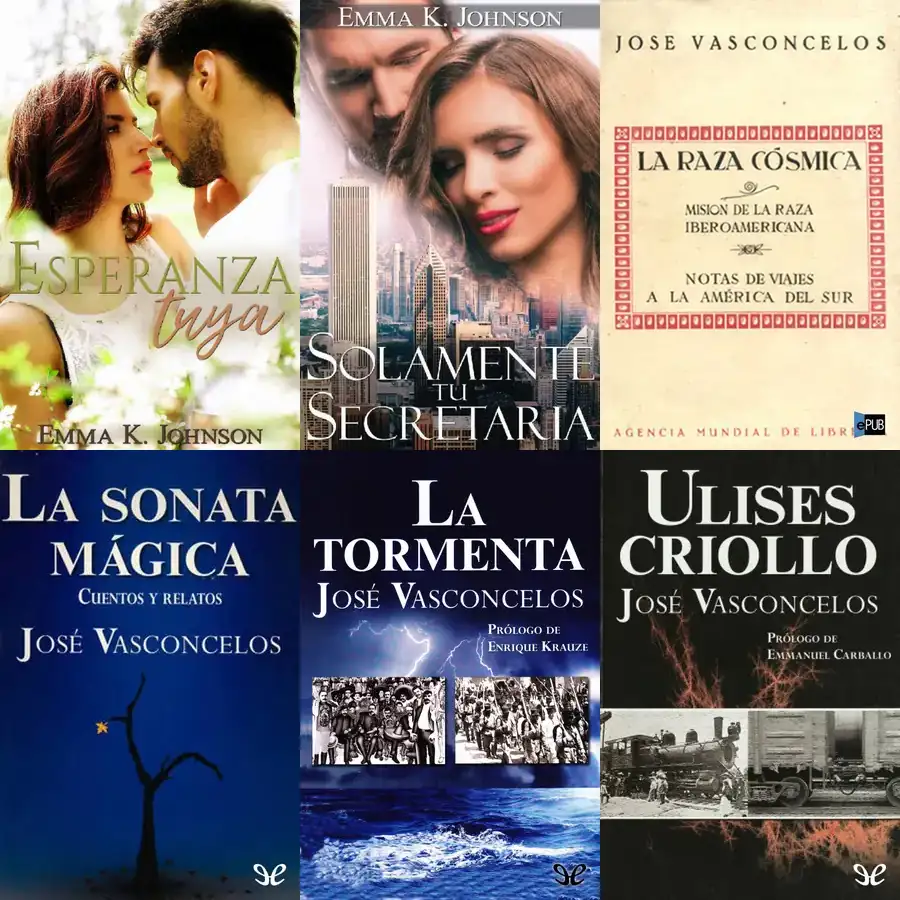 ESPERANZA
tuya
EMMA K. JOHNSON
EMMA K. JOHNSON
SOLAMENTE
TU
SECRETARIA
JOSE VASCONCELOS
LA RAZA CÓSMICA
MISION DE LA RAZA
IBEROAMERICANA
NOTAS DE VIAJES
A LA AMÉRICA DEL SUR
AGENCIA MUNDIAL DE
ePUB
LA SONATA
MÁGICA
CUENTOS Y RELATOS
JOSÉ VASCONCELOS
LA
TORMENTA
JOSÉ VASCONCELOS
PRÓLOGO DE
ENRIQUE KRAUZE
ULISES
CRIOLLO
JOSÉ VASCONCELOS
PRÓLOGO DE
EMMANUEL CARBALLO